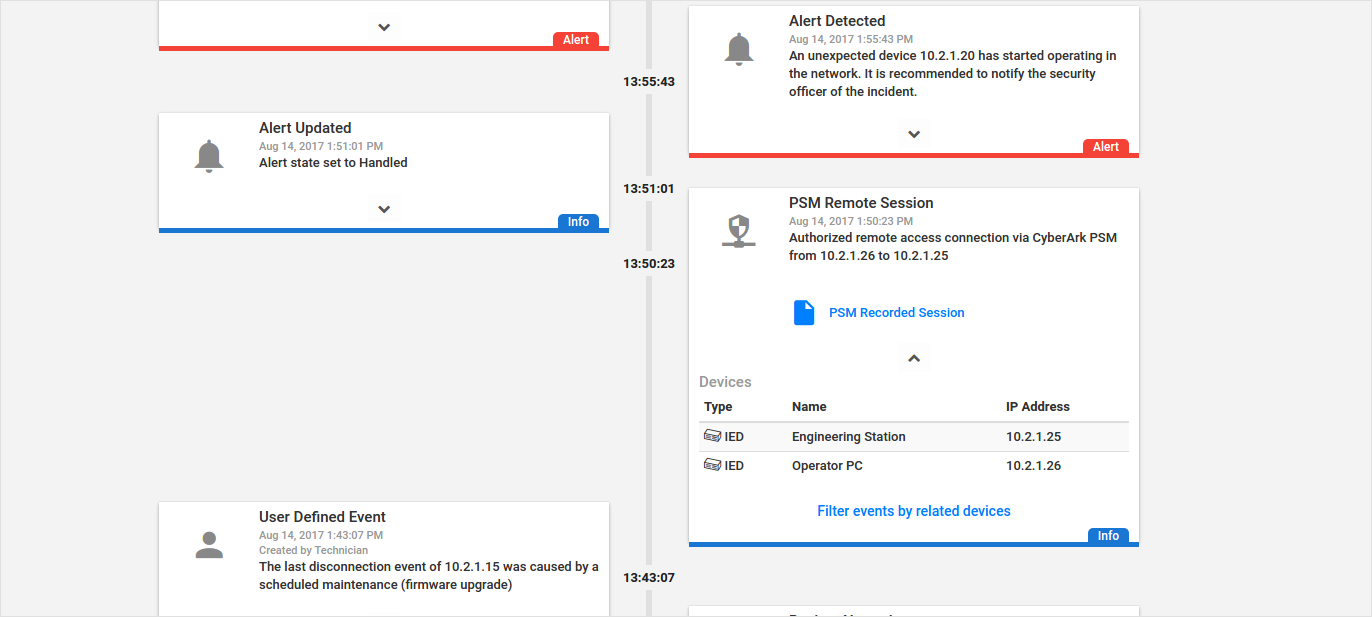 Alert
Alert Detected
Aug 14, 2017 1:55:43 PM
An unexpected device 10.2.1.20 has started operating in
the network. It is recommended to notify the security
officer of the incident.
Alert
13:55:43
Alert Updated
Aug 14, 2017 1:51:01 PM
Alert state set to Handled
Info
13:51:01
PSM Remote Session
Aug 14, 2017 1:50:23 PM
Authorized remote access connection via CyberArk PSM
from 10.2.1.26 to 10.2.1.25
PSM Recorded Session
Devices
Type Name IP Address
IED Engineering Station 10.2.1.25
IED Operator PC 10.2.1.26
Filter events by related devices
Info
13:50:23
User Defined Event
Aug 14, 2017 1:43:07 PM
Created by Technician
The last disconnection event of 10.2.1.15 was caused by a
scheduled maintenance (firmware upgrade)
13:43:07